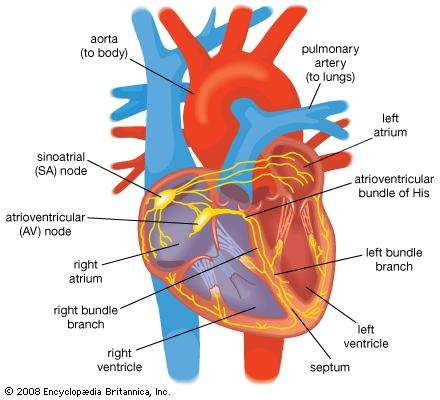 aorta
(to body)
pulmonary
artery
(to lungs)
left
atrium
sinoatrial
(SA) node
atrioventricular
bundle of His
atrioventricular
(AV) node
left bundle
branch
right
atrium
right bundle
branch
left
ventricle
right
ventricle
septum
© 2008 Encyclopædia Britannica, Inc.